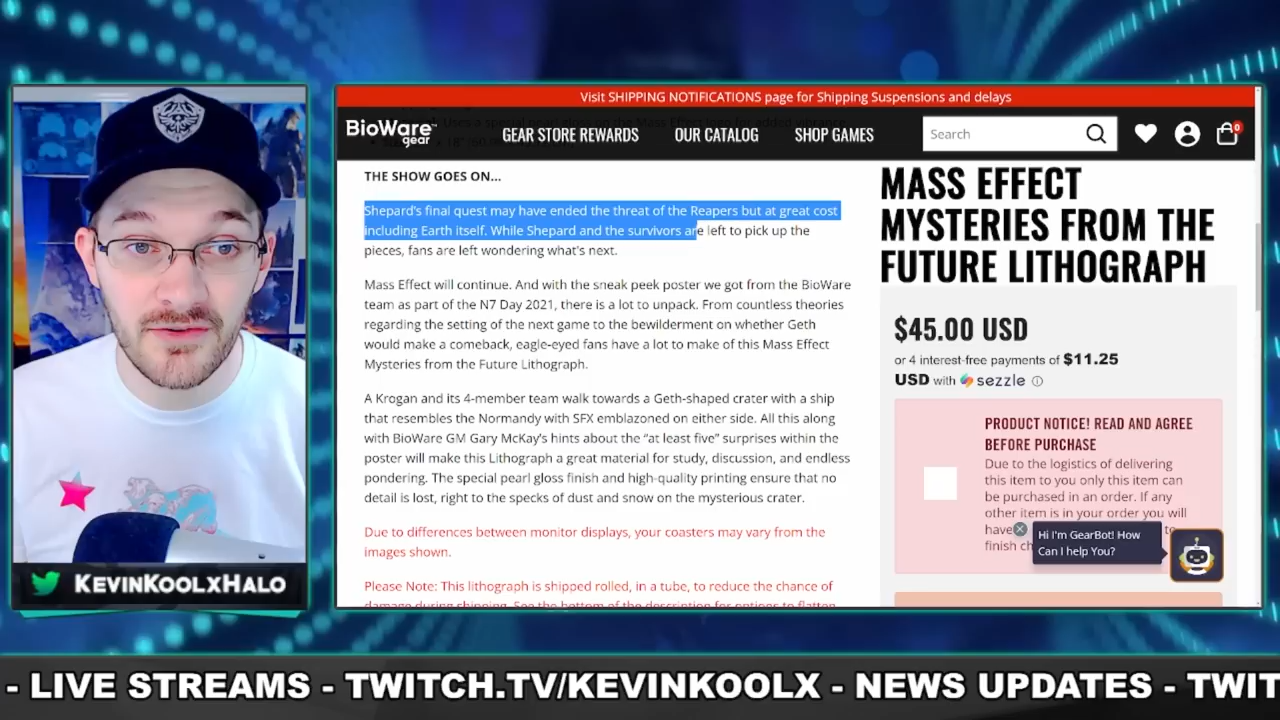 Visit SHIPPING NOTIFICATIONS page for Shipping Suspensions and delays
BioWare
gear
GEAR STORE REWARDS
OUR CATALOG
SHOP GAMES
Search
0
THE SHOW GOES ON...
Shepard's final quest may have ended the threat of the Reapers but at great cost
including Earth itself. While Shepard and the survivors are left to pick up the
pieces, fans are left wondering what's next.
Mass Effect will continue. And with the sneak peek poster we got from the BioWare
team as part of the N7 Day 2021, there is a lot to unpack. From countless theories
regarding the setting of the next game to the bewilderment on whether Geth
would make a comeback, eagle-eyed fans have a lot to make of this Mass Effect
Mysteries from the Future Lithograph.
A Krogan and its 4-member team walk towards a Geth-shaped crater with a ship
that resembles the Normandy with SFX emblazoned on either side. All this along
with BioWare GM Gary McKay's hints about the "at least five" surprises within the
poster will make this Lithograph a great material for study, discussion, and endless
pondering. The special pearl gloss finish and high-quality printing ensure that no
detail is lost, right to the specks of dust and snow on the mysterious crater.
Due to differences between monitor displays, your coasters may vary from the
images shown.
Please Note: This lithograph is shipped rolled, in a tube, to reduce the chance of
damage during shipping. See the bottom of the description for options to flatten
MASS EFFECT
MYSTERIES FROM THE
FUTURE LITHOGRAPH
$45.00 USD
or 4 interest-free payments of $11.25
USD with sezzle
PRODUCT NOTICE! READ AND AGREE
BEFORE PURCHASE
Due to the logistics of delivering
this item to you only this item can
be purchased in an order. If any
other item is in your order you will
have to
finish ch
Hi I'm GearBot! How
Can I help You?
KEVINKOOLXHALO
- LIVE STREAMS - TWITCH.TV/KEVINKOOLX - NEWS UPDATES - TWIT